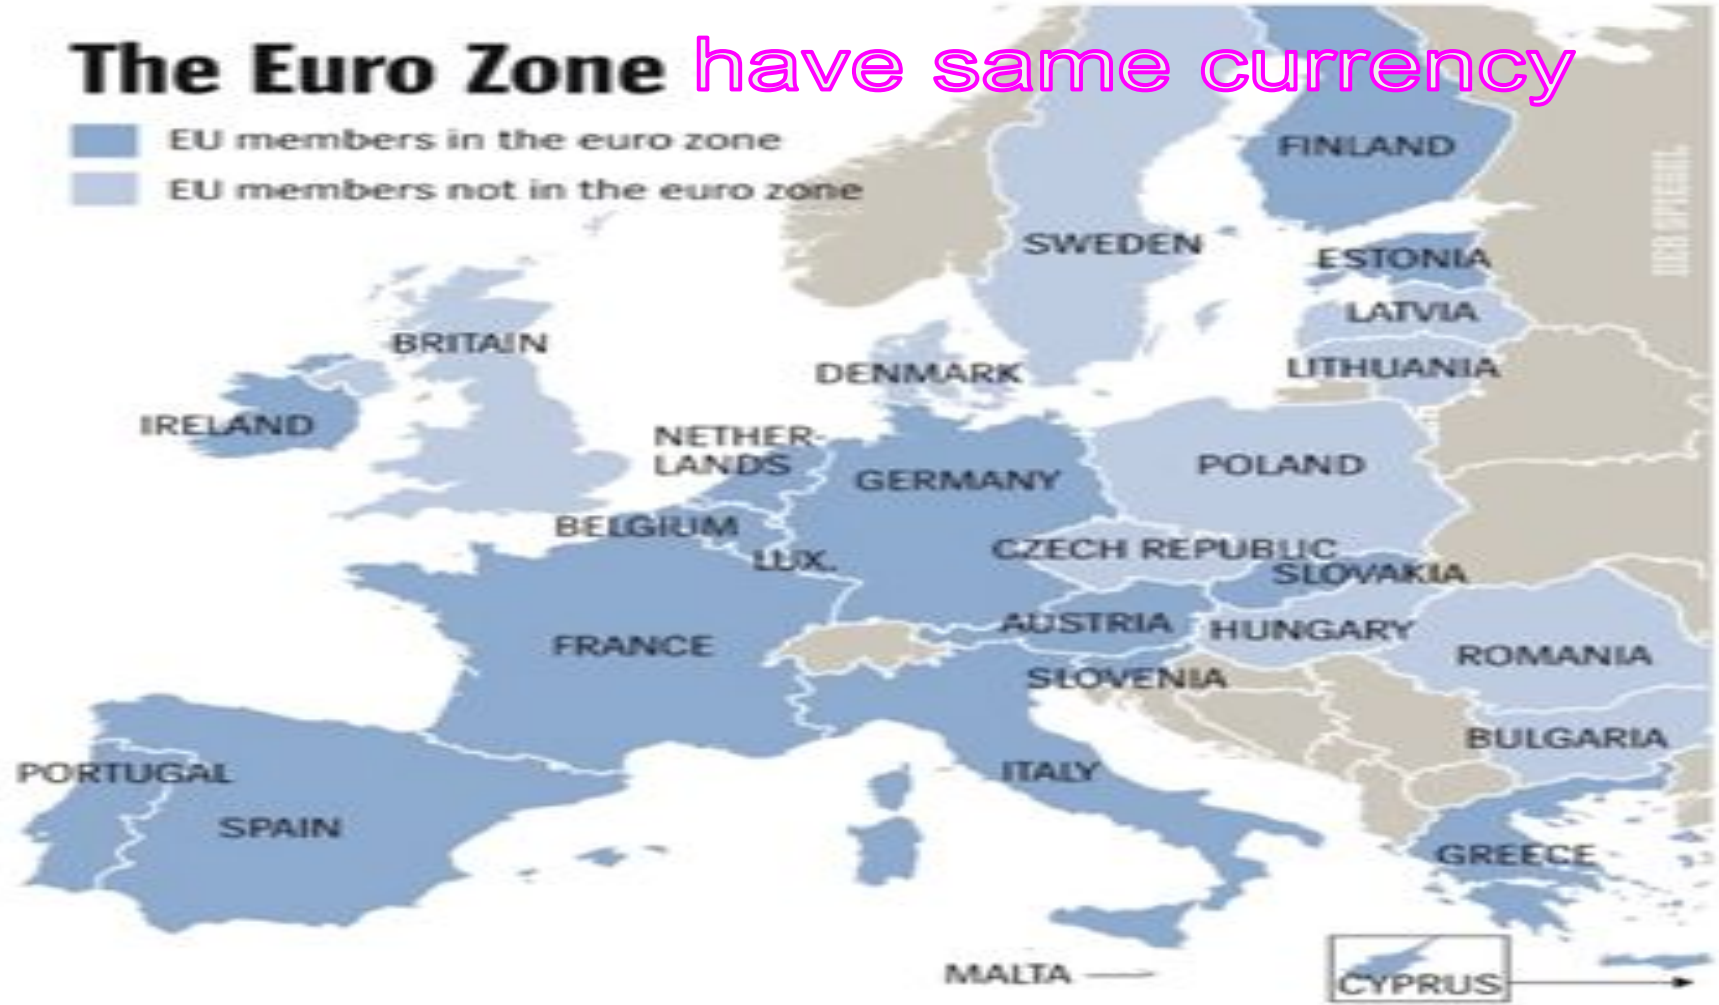 The Euro Zone have same currency
EU members in the euro zone
EU members not in the euro zone
FINLAND
SWEDEN
ESTONIA
LATVIA
LITHUANIA
BRITAIN
DENMARK
IRELAND
NETHER-
LANDS
GERMANY
POLAND
BELGIUM
LUX.
CZECH REPUBLIC
SLOVAKIA
AUSTRIA
HUNGARY
FRANCE
ROMANIA
SLOVENIA
BULGARIA
PORTUGAL
ITALY
SPAIN
GREECE
MALTA
CYPRUS
DER SPIEGEL